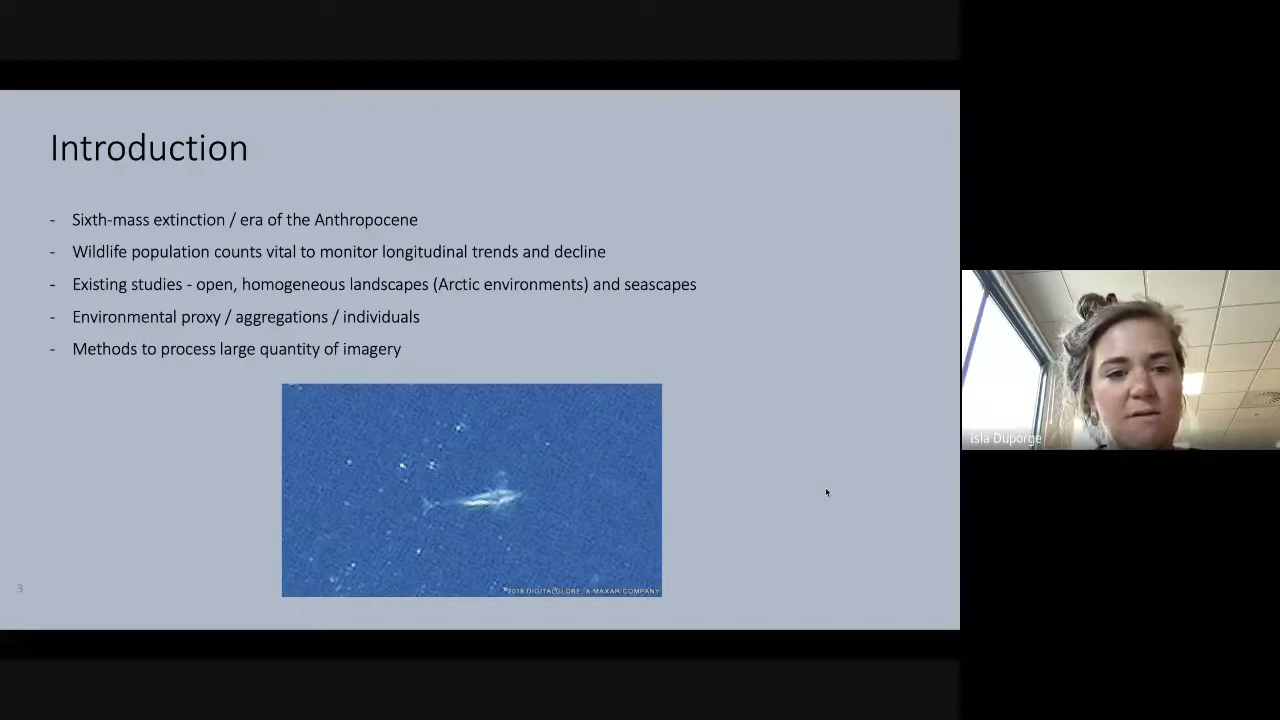 Introduction
- Sixth-mass extinction / era of the Anthropocene
- Wildlife population counts vital to monitor longitudinal trends and decline
- Existing studies - open, homogeneous landscapes (Arctic environments) and seascapes
- Environmental proxy / aggregations / individuals
- Methods to process large quantity of imagery
2018 DIGITALGLOBE, A MAXAR COMPANY
3
Isla Duporge